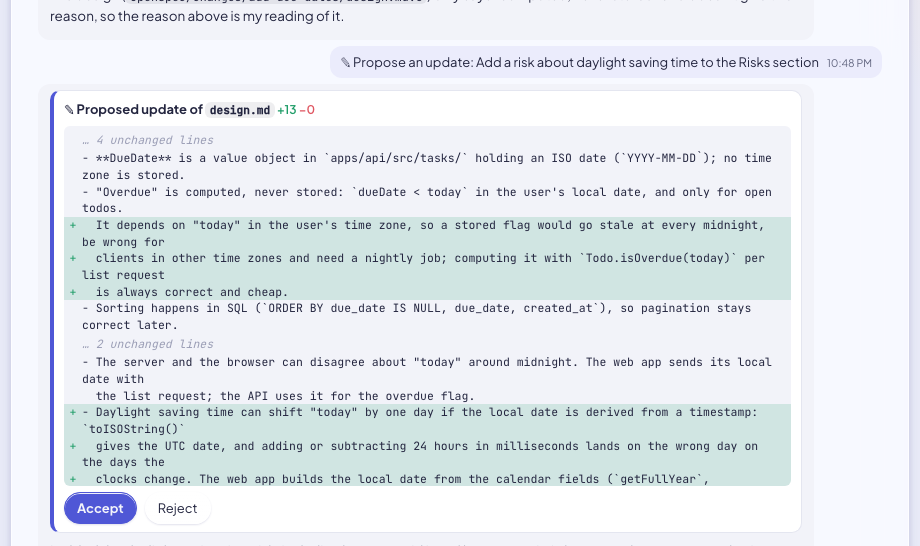 reason, so the reason above is my reading of it.
✎ Propose an update: Add a risk about daylight saving time to the Risks section 10:48 PM
✎ Proposed update of design.md +13 −0
… 4 unchanged lines
- **DueDate** is a value object in `apps/api/src/tasks/` holding an ISO date (`YYYY-MM-DD`); no time
zone is stored.
- "Overdue" is computed, never stored: `dueDate < today` in the user's local date, and only for open
todos.
+ It depends on "today" in the user's time zone, so a stored flag would go stale at every midnight,
be wrong for
+ clients in other time zones and need a nightly job; computing it with `Todo.isOverdue(today)` per
list request
+ is always correct and cheap.
- Sorting happens in SQL (`ORDER BY due_date IS NULL, due_date, created_at`), so pagination stays
correct later.
… 2 unchanged lines
- The server and the browser can disagree about "today" around midnight. The web app sends its local
date with
the list request; the API uses it for the overdue flag.
+ - Daylight saving time can shift "today" by one day if the local date is derived from a timestamp:
`toISOString()`
+ gives the UTC date, and adding or subtracting 24 hours in milliseconds lands on the wrong day on
the days the
+ clocks change. The web app builds the local date from the calendar fields (`getFullYear`,
Accept Reject